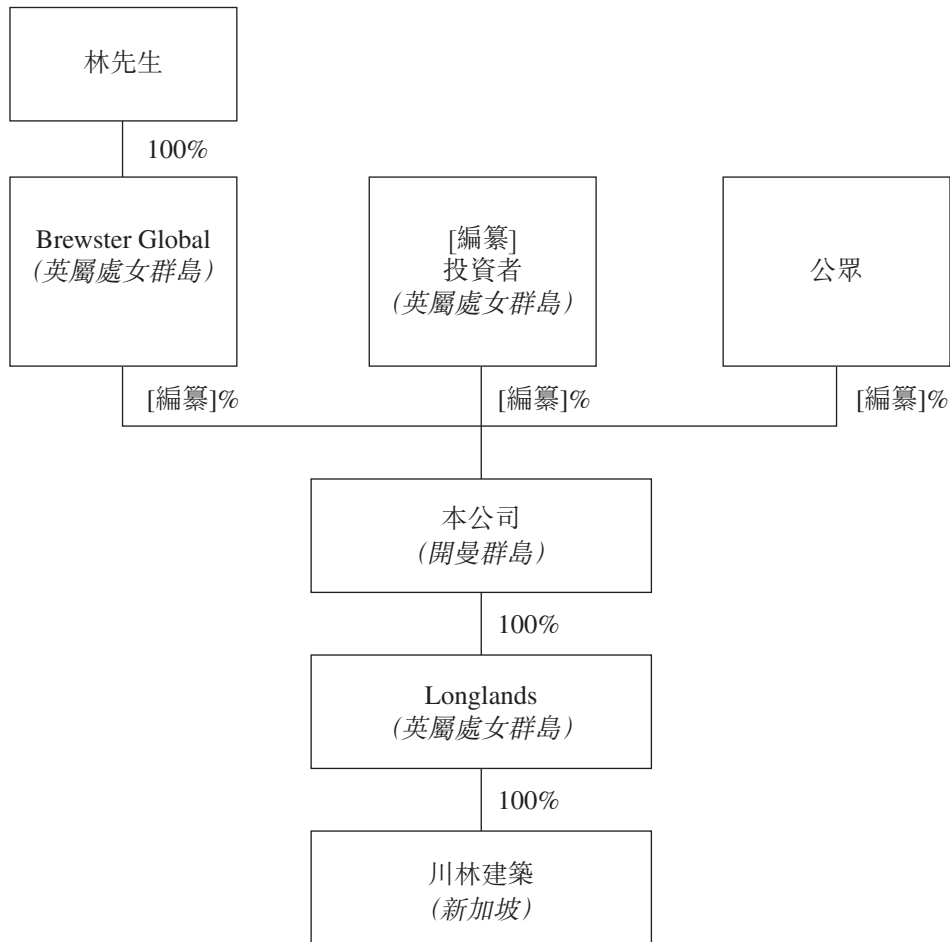 林先生
100%
Brewster Global
(英屬處女群島)
[編纂]
投資者
(英屬處女群島)
公眾
[編纂]%
[編纂]%
[編纂]%
本公司
(開曼群島)
100%
Longlands
(英屬處女群島)
100%
川林建築
(新加坡)